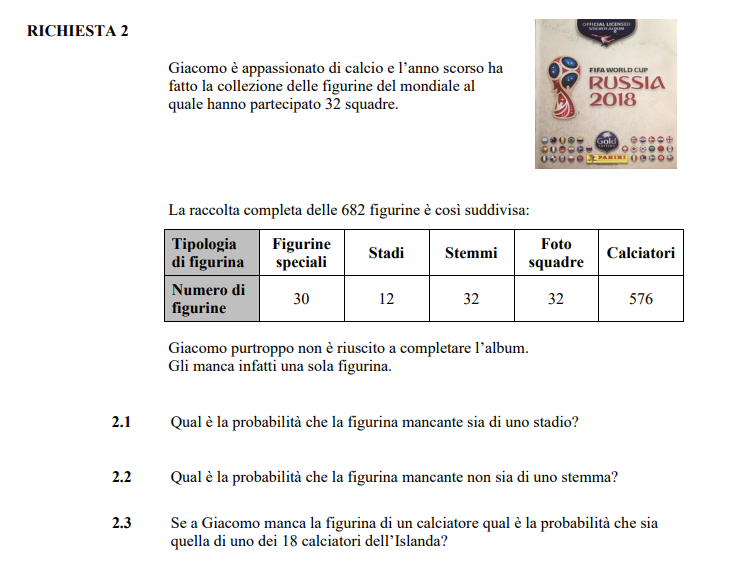 RICHIESTA 2
Giacomo è appassionato di calcio e l’anno scorso ha
fatto la collezione delle figurine del mondiale al
quale hanno partecipato 32 squadre.
OFFICIAL LICENSED
STICKER ALBUM
FIFA WORLD CUP
RUSSIA
2018
Gold
PANINI
La raccolta completa delle 682 figurine è così suddivisa:
Tipologia di figurina Figurine speciali Stadi Stemmi Foto squadre Calciatori
Numero di figurine 30 12 32 32 576
Giacomo purtroppo non è riuscito a completare l’album.
Gli manca infatti una sola figurina.
2.1 Qual è la probabilità che la figurina mancante sia di uno stadio?
2.2 Qual è la probabilità che la figurina mancante non sia di uno stemma?
2.3 Se a Giacomo manca la figurina di un calciatore qual è la probabilità che sia
quella di uno dei 18 calciatori dell’Islanda?